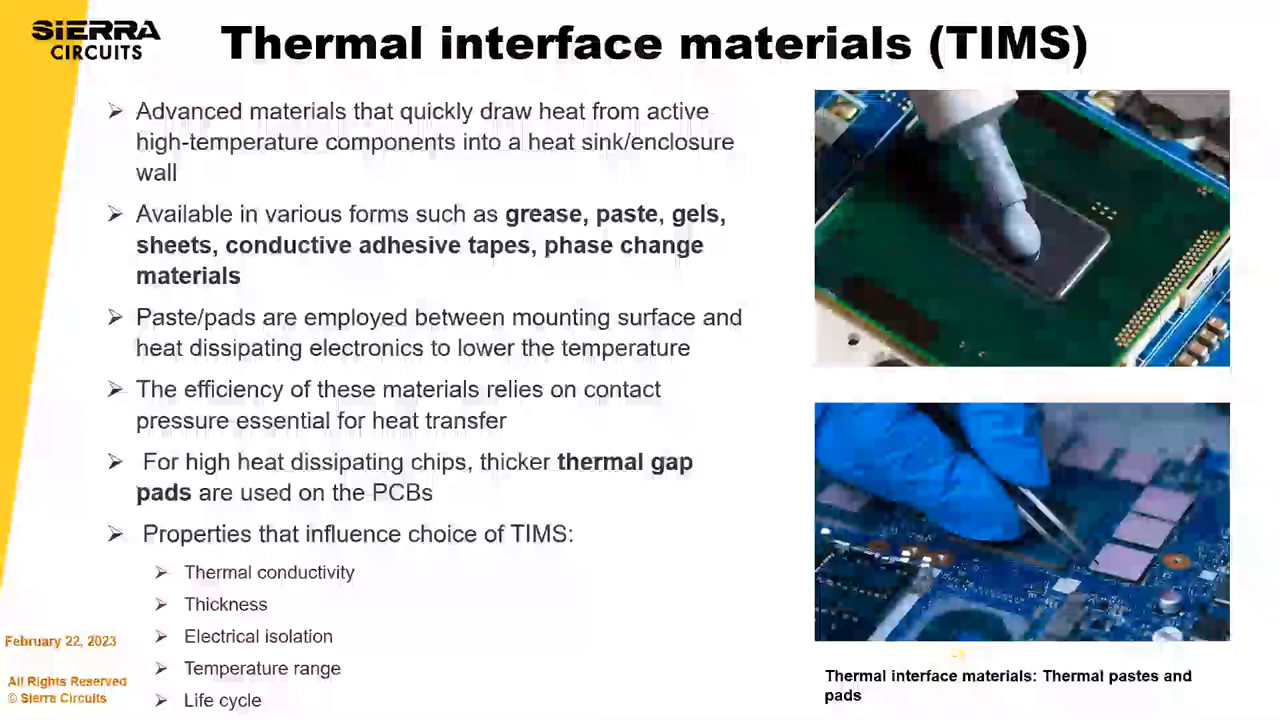 SIERRA
CIRCUITS
Thermal interface materials (TIMS)
Advanced materials that quickly draw heat from active
high-temperature components into a heat sink/enclosure
wall
Available in various forms such as grease, paste, gels,
sheets, conductive adhesive tapes, phase change
materials
Paste/pads are employed between mounting surface and
heat dissipating electronics to lower the temperature
The efficiency of these materials relies on contact
pressure essential for heat transfer
For high heat dissipating chips, thicker thermal gap
pads are used on the PCBs
Properties that influence choice of TIMS:
Thermal conductivity
Thickness
Electrical isolation
Temperature range
Life cycle
February 22, 2023
All Rights Reserved
© Sierra Circuits
Thermal interface materials: Thermal pastes and
pads